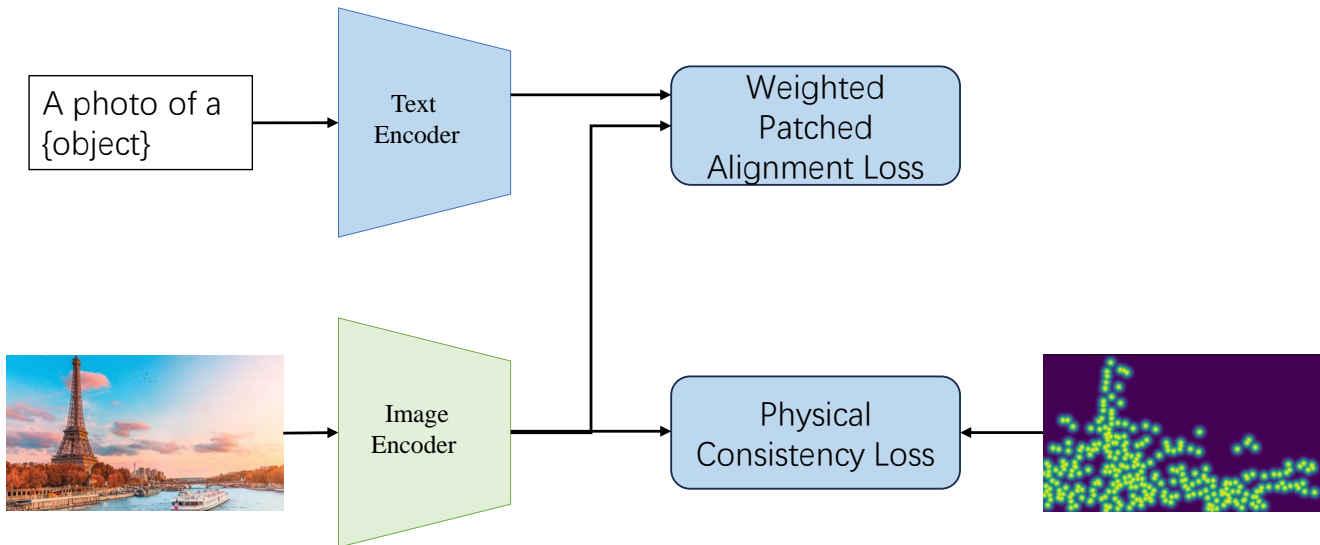 A photo of a
{object}
Text
Encoder
Weighted
Patched
Alignment Loss
Image
Encoder
Physical
Consistency Loss